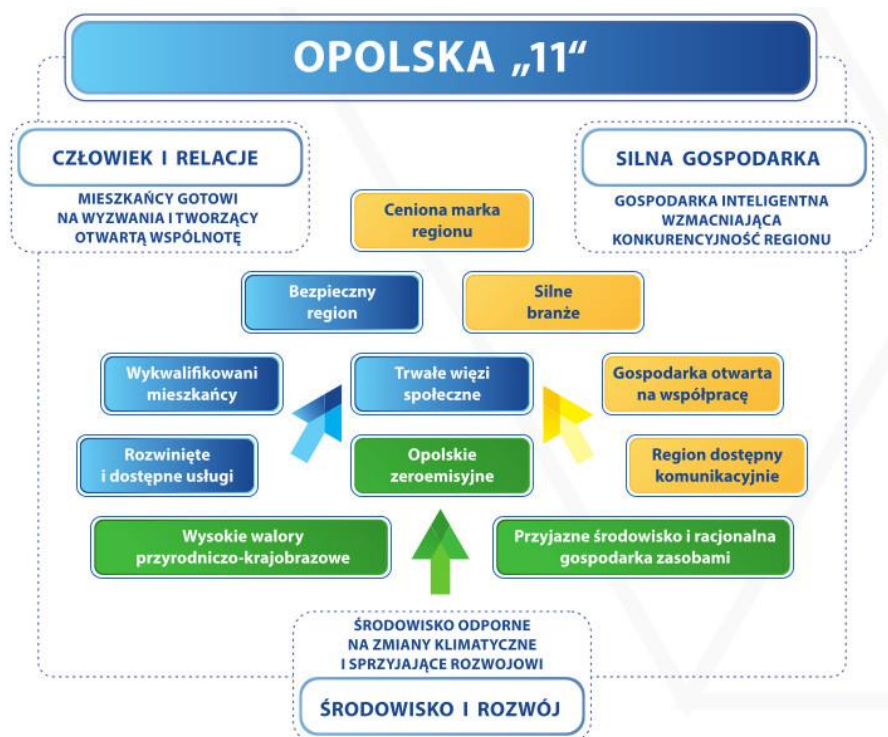 OPOLSKA „11“
CZŁOWIEK I RELACJE
MIESZKAŃCY GOTOWI
NA WYZWANIA I TWORZĄCY
OTWARTĄ WSPÓLNOTĘ
SILNA GOSPODARKA
GOSPODARKA INTELIGENTNA
WZMACNIAJĄCA
KONKURENCYJNOŚĆ REGIONU
Ceniona marka
regionu
Bezpieczny
region
Silne
branże
Wykwalifikowani
mieszkańcy
Trwałe więzi
społeczne
Gospodarka otwarta
na współpracę
Rozwinięte
i dostępne usługi
Opolskie
zeroemisyjne
Region dostępny
komunikacyjnie
Wysokie walory
przyrodniczo-krajobrazowe
Przyjazne środowisko i racjonalna
gospodarka zasobami
ŚRODOWISKO ODPORNE
NA ZMIANY KLIMATYCZNE
I SPRZYJAJĄCE ROZWOJOWI
ŚRODOWISKO I ROZWÓJ